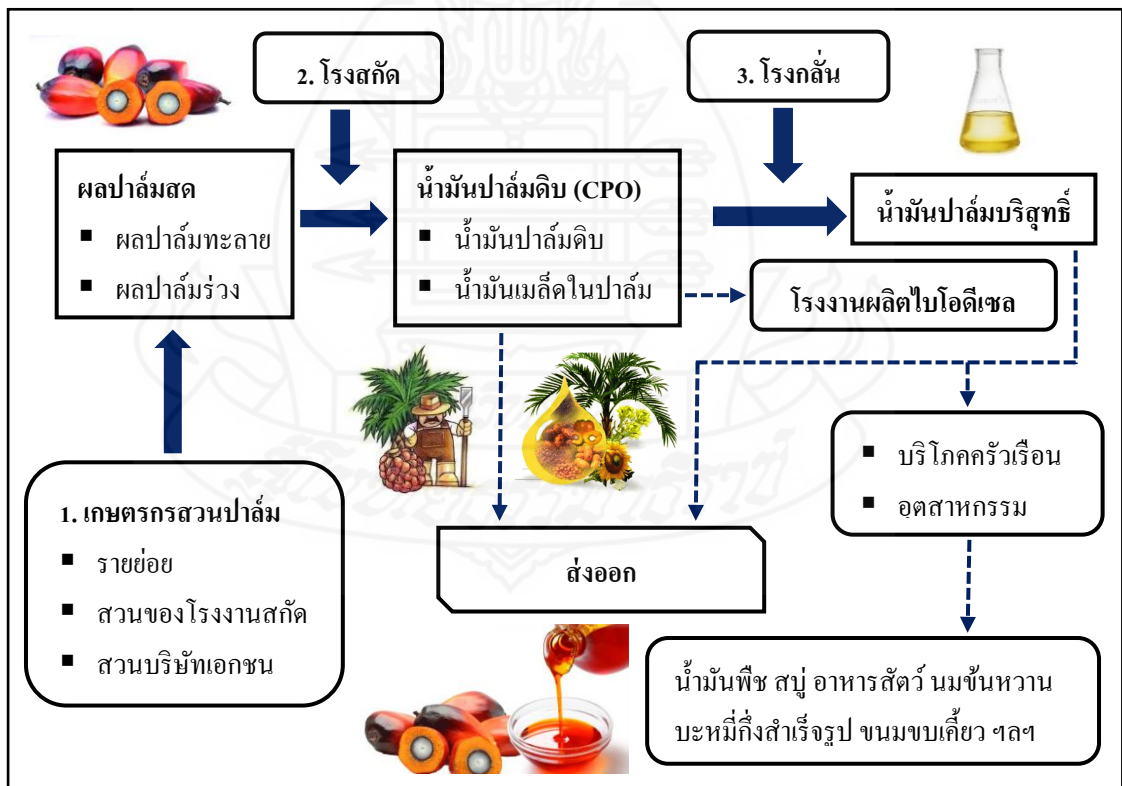 2. โรงสกัด
3. โรงกลั่น
ผลปาล์มสด
▪ ผลปาล์มทะลาย
▪ ผลปาล์มร่วง
น้ำมันปาล์มดิบ (CPO)
▪ น้ำมันปาล์มดิบ
▪ น้ำมันเมล็ดในปาล์ม
น้ำมันปาล์มบริสุทธิ์
โรงงานผลิตไบโอดีเซล
1. เกษตรกรสวนปาล์ม
▪ รายย่อย
▪ สวนของโรงงานสกัด
▪ สวนบริษัทเอกชน
▪ บริโภคครัวเรือน
▪ อุตสาหกรรม
ส่งออก
น้ำมันพืช สบู่ อาหารสัตว์ นมข้นหวาน
บะหมี่กึ่งสำเร็จรูป ขนมขบเคี้ยว ฯลฯ